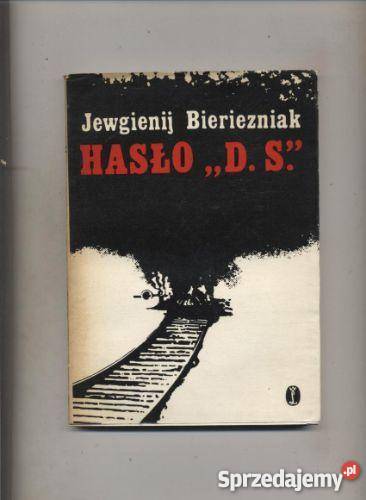 Jewgienij Bieriezniak
HASŁO „D. S.”
Sprzedajemy.pl